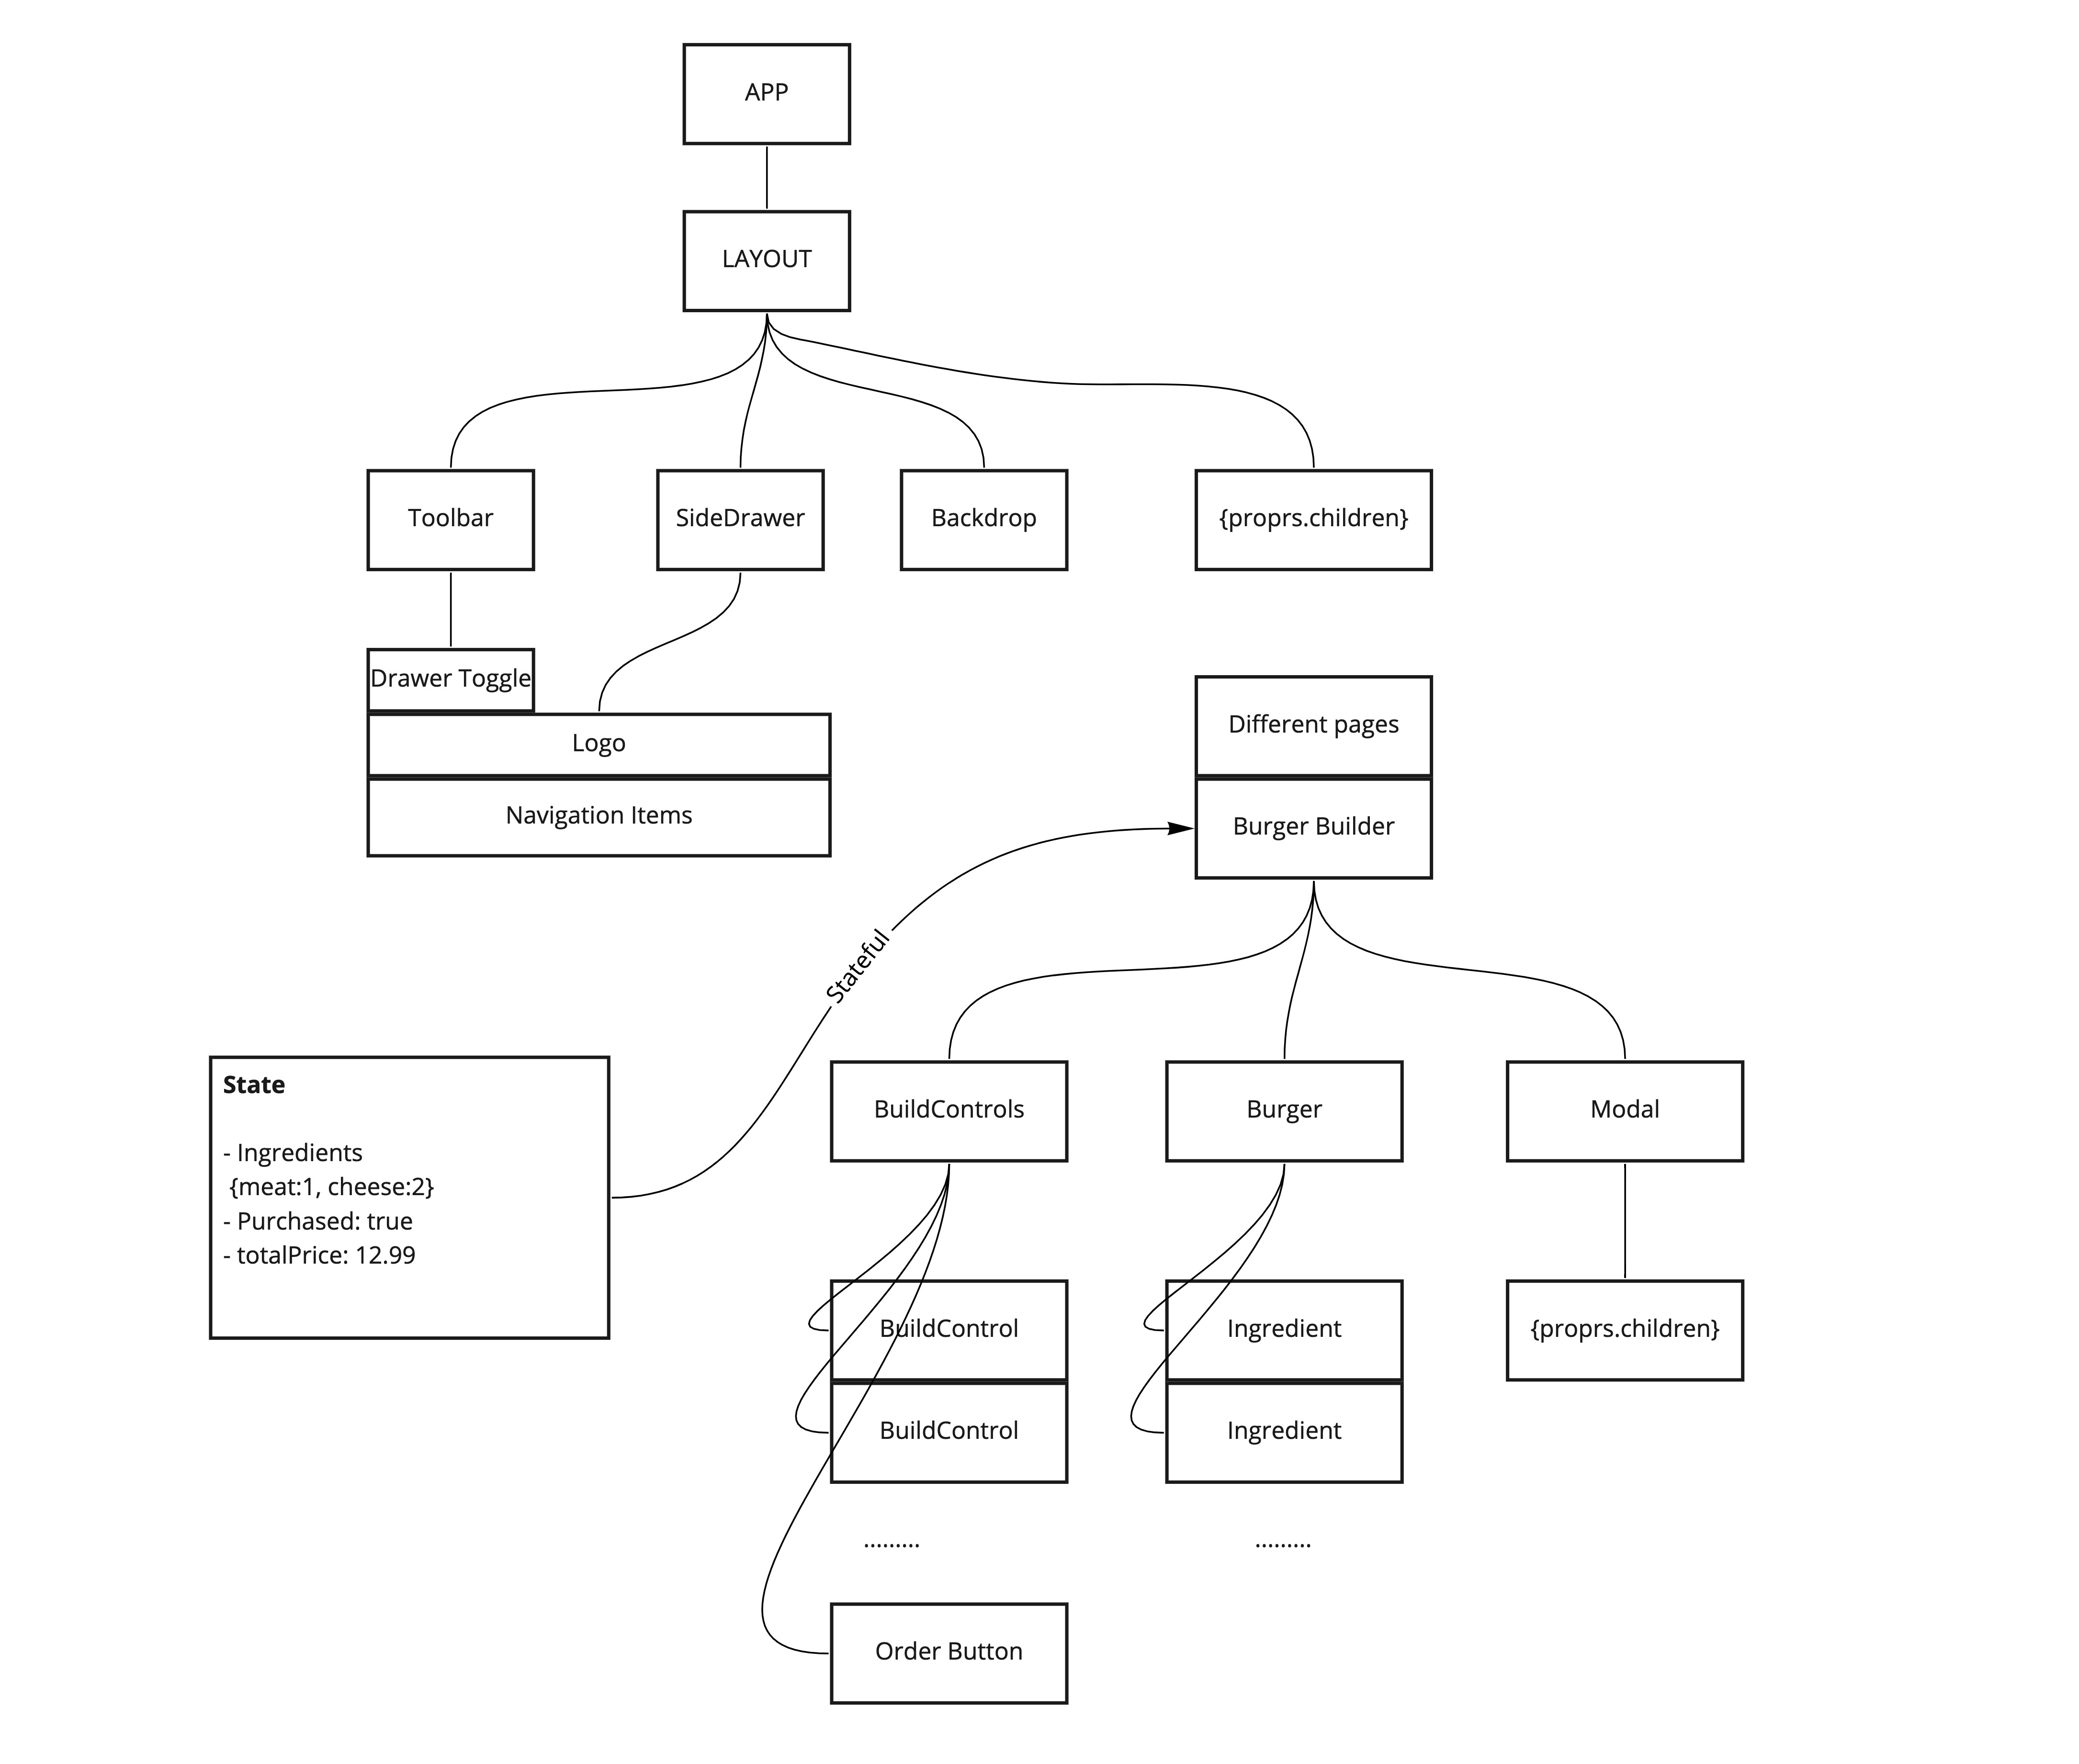 APP
LAYOUT
Toolbar
SideDrawer
Backdrop
{proprs.children}
Drawer Toggle
Logo
Navigation Items
Different pages
Burger Builder
Stateful
State
- Ingredients
{meat:1, cheese:2}
- Purchased: true
- totalPrice: 12.99
BuildControls
Burger
Modal
BuildControl
Ingredient
{proprs.children}
BuildControl
Ingredient
.........
.........
Order Button